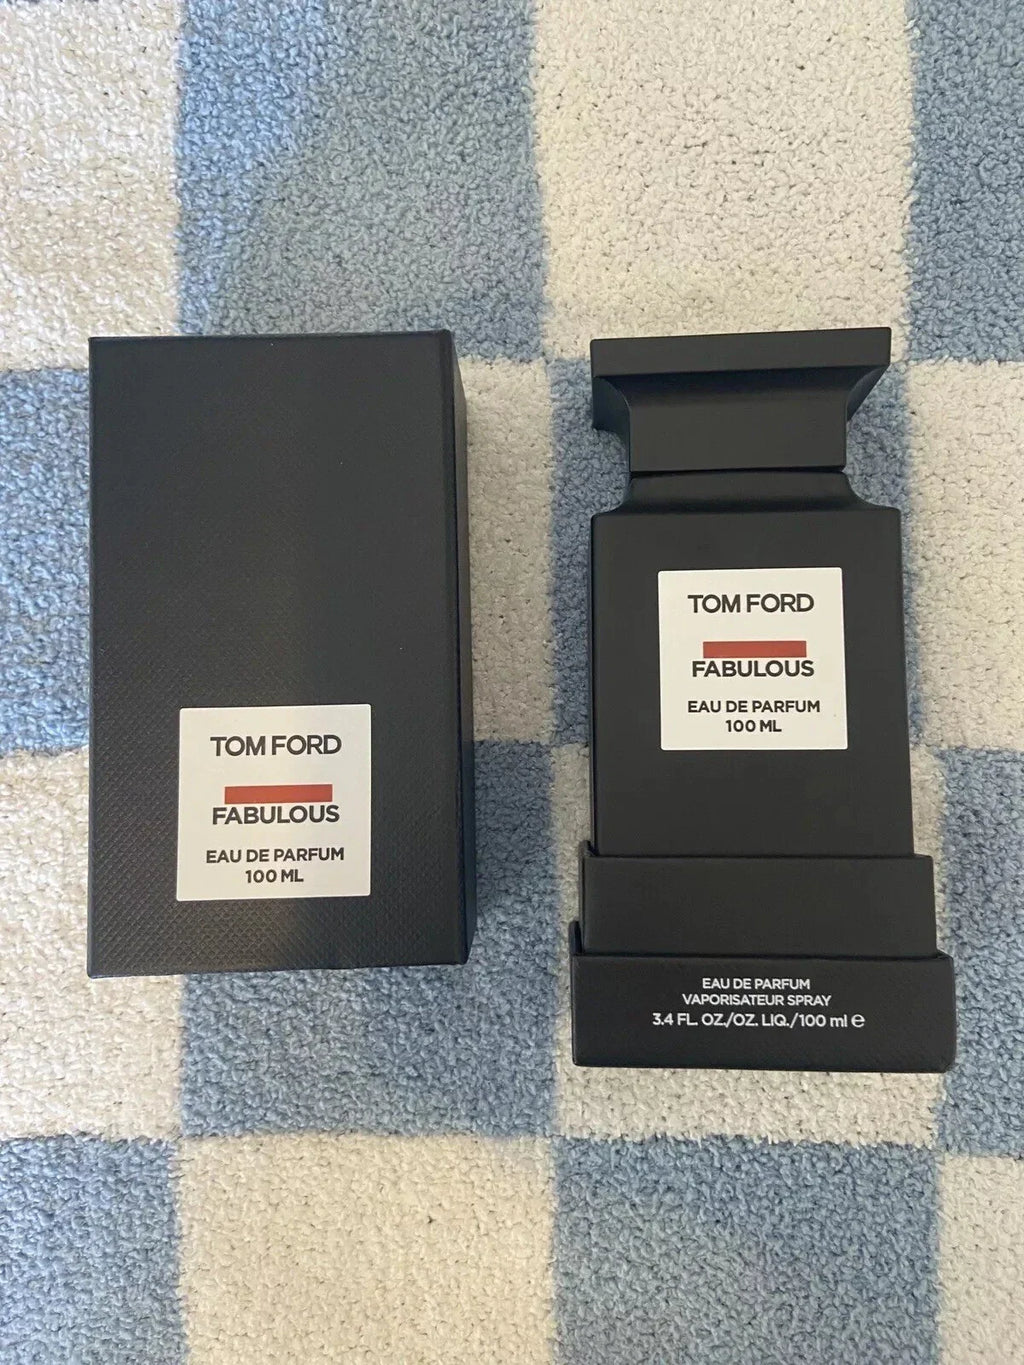 TOM FORD
FABULOUS
EAU DE PARFUM
100 ML
TOM FORD
FABULOUS
EAU DE PARFUM
100 ML
EAU DE PARFUM
VAPORISATEUR SPRAY
3.4 FL. OZ./OZ. LIQ./100 ml ℮